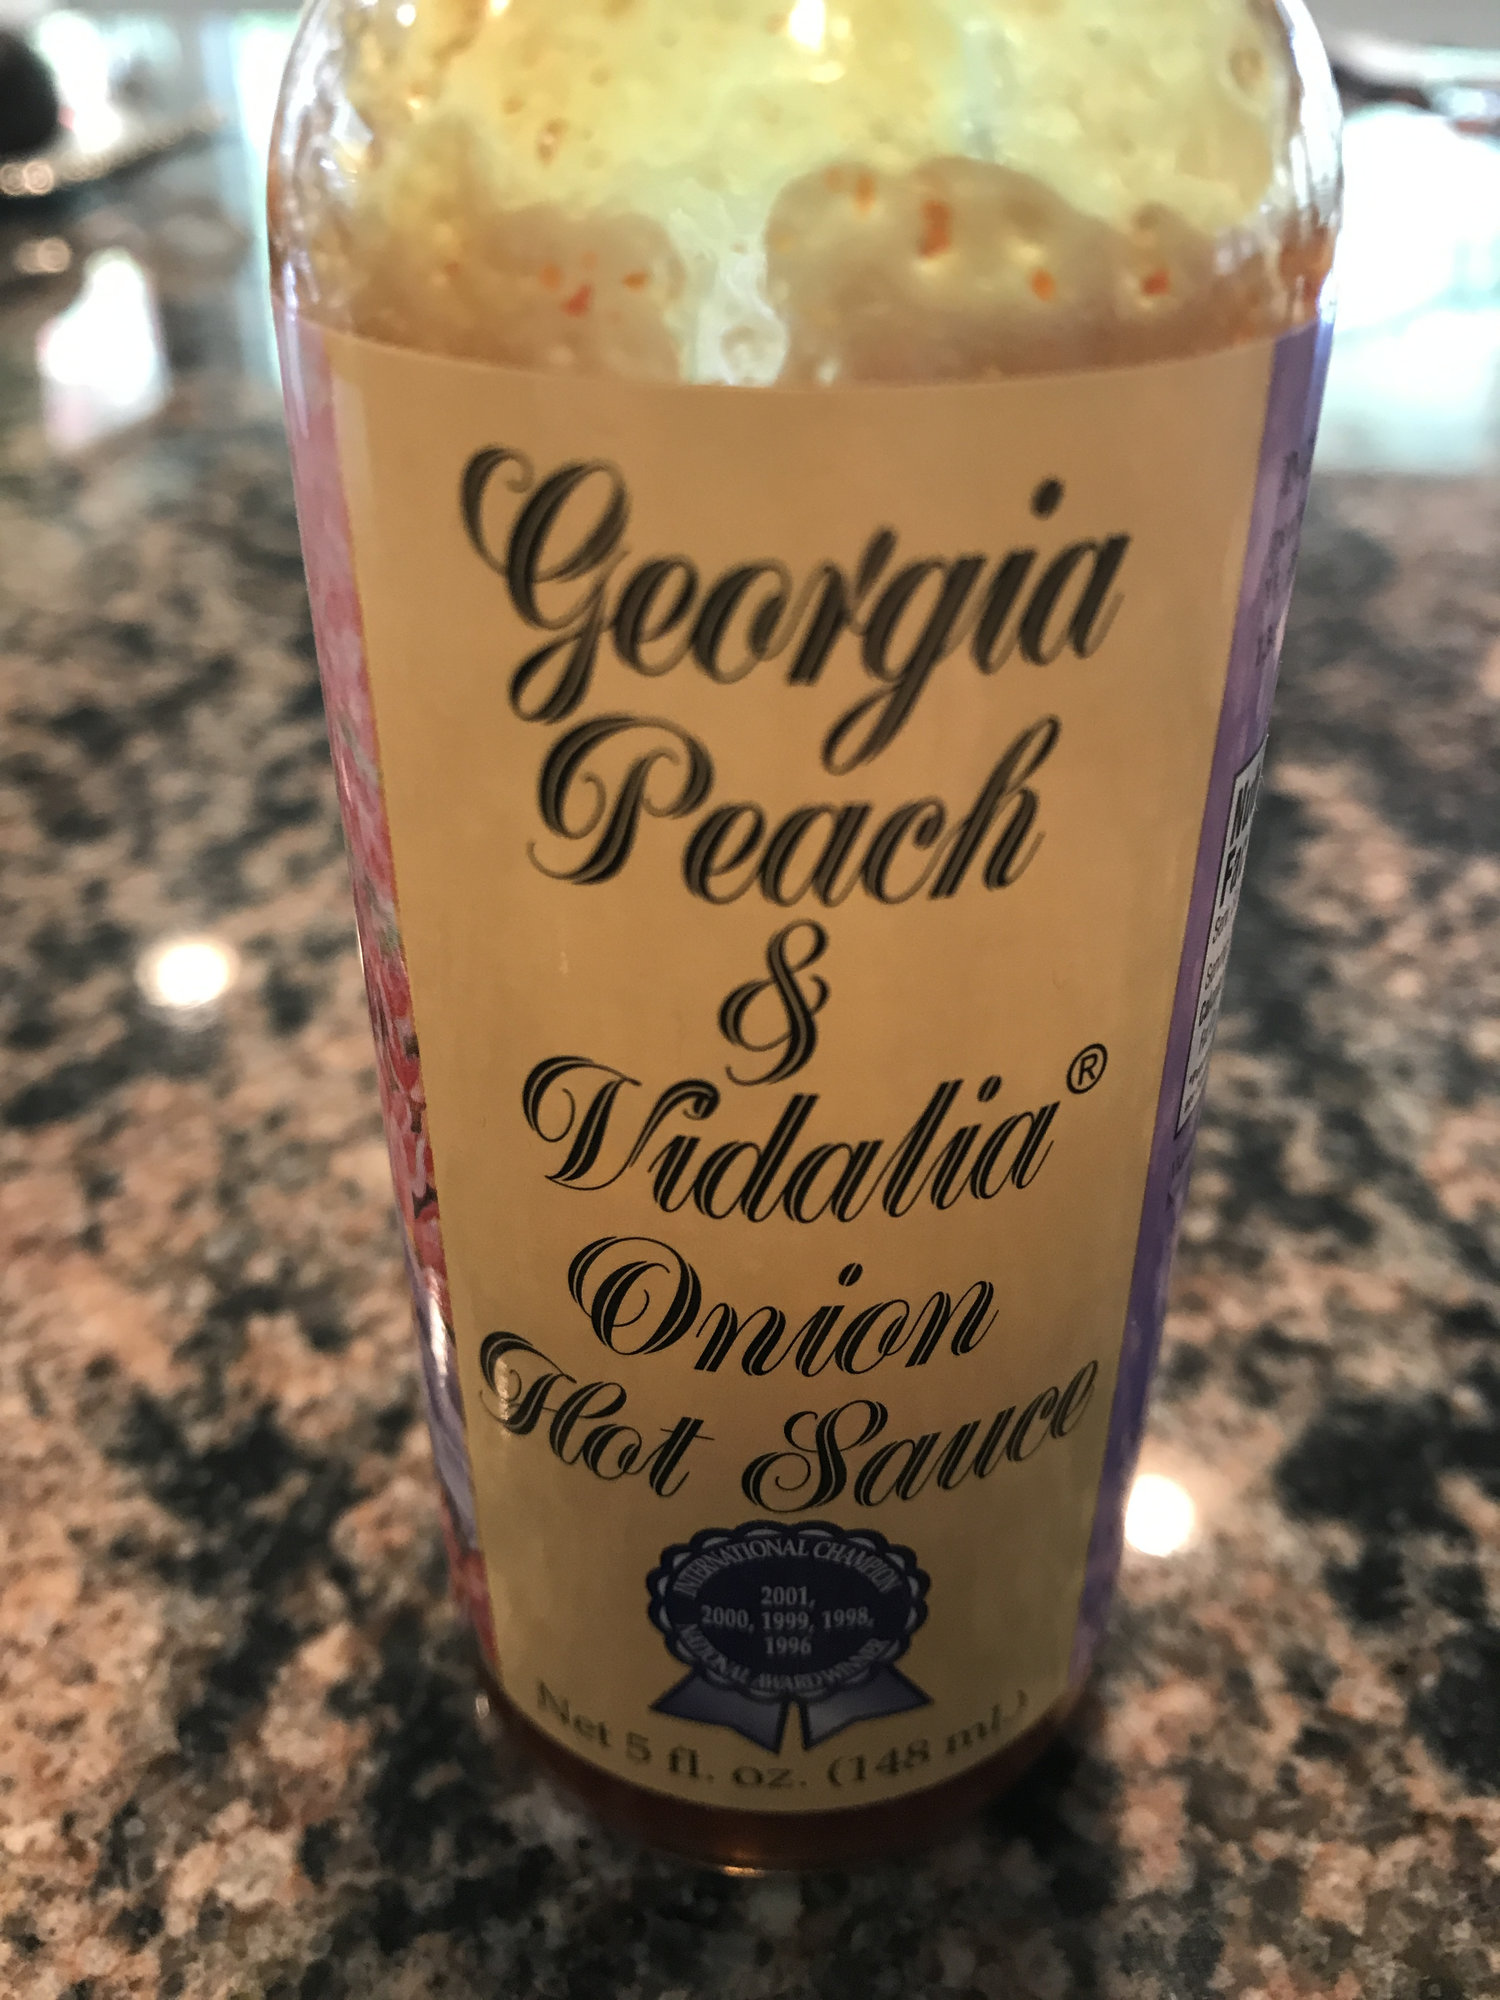 Georgia
Peach
&
Vidalia®
Onion
Hot Sauce
INTERNATIONAL CHAMPION
2001,
2000, 1999, 1998,
1996
NATIONAL AWARD WINNER
Net 5 fl. oz. (148 mL)